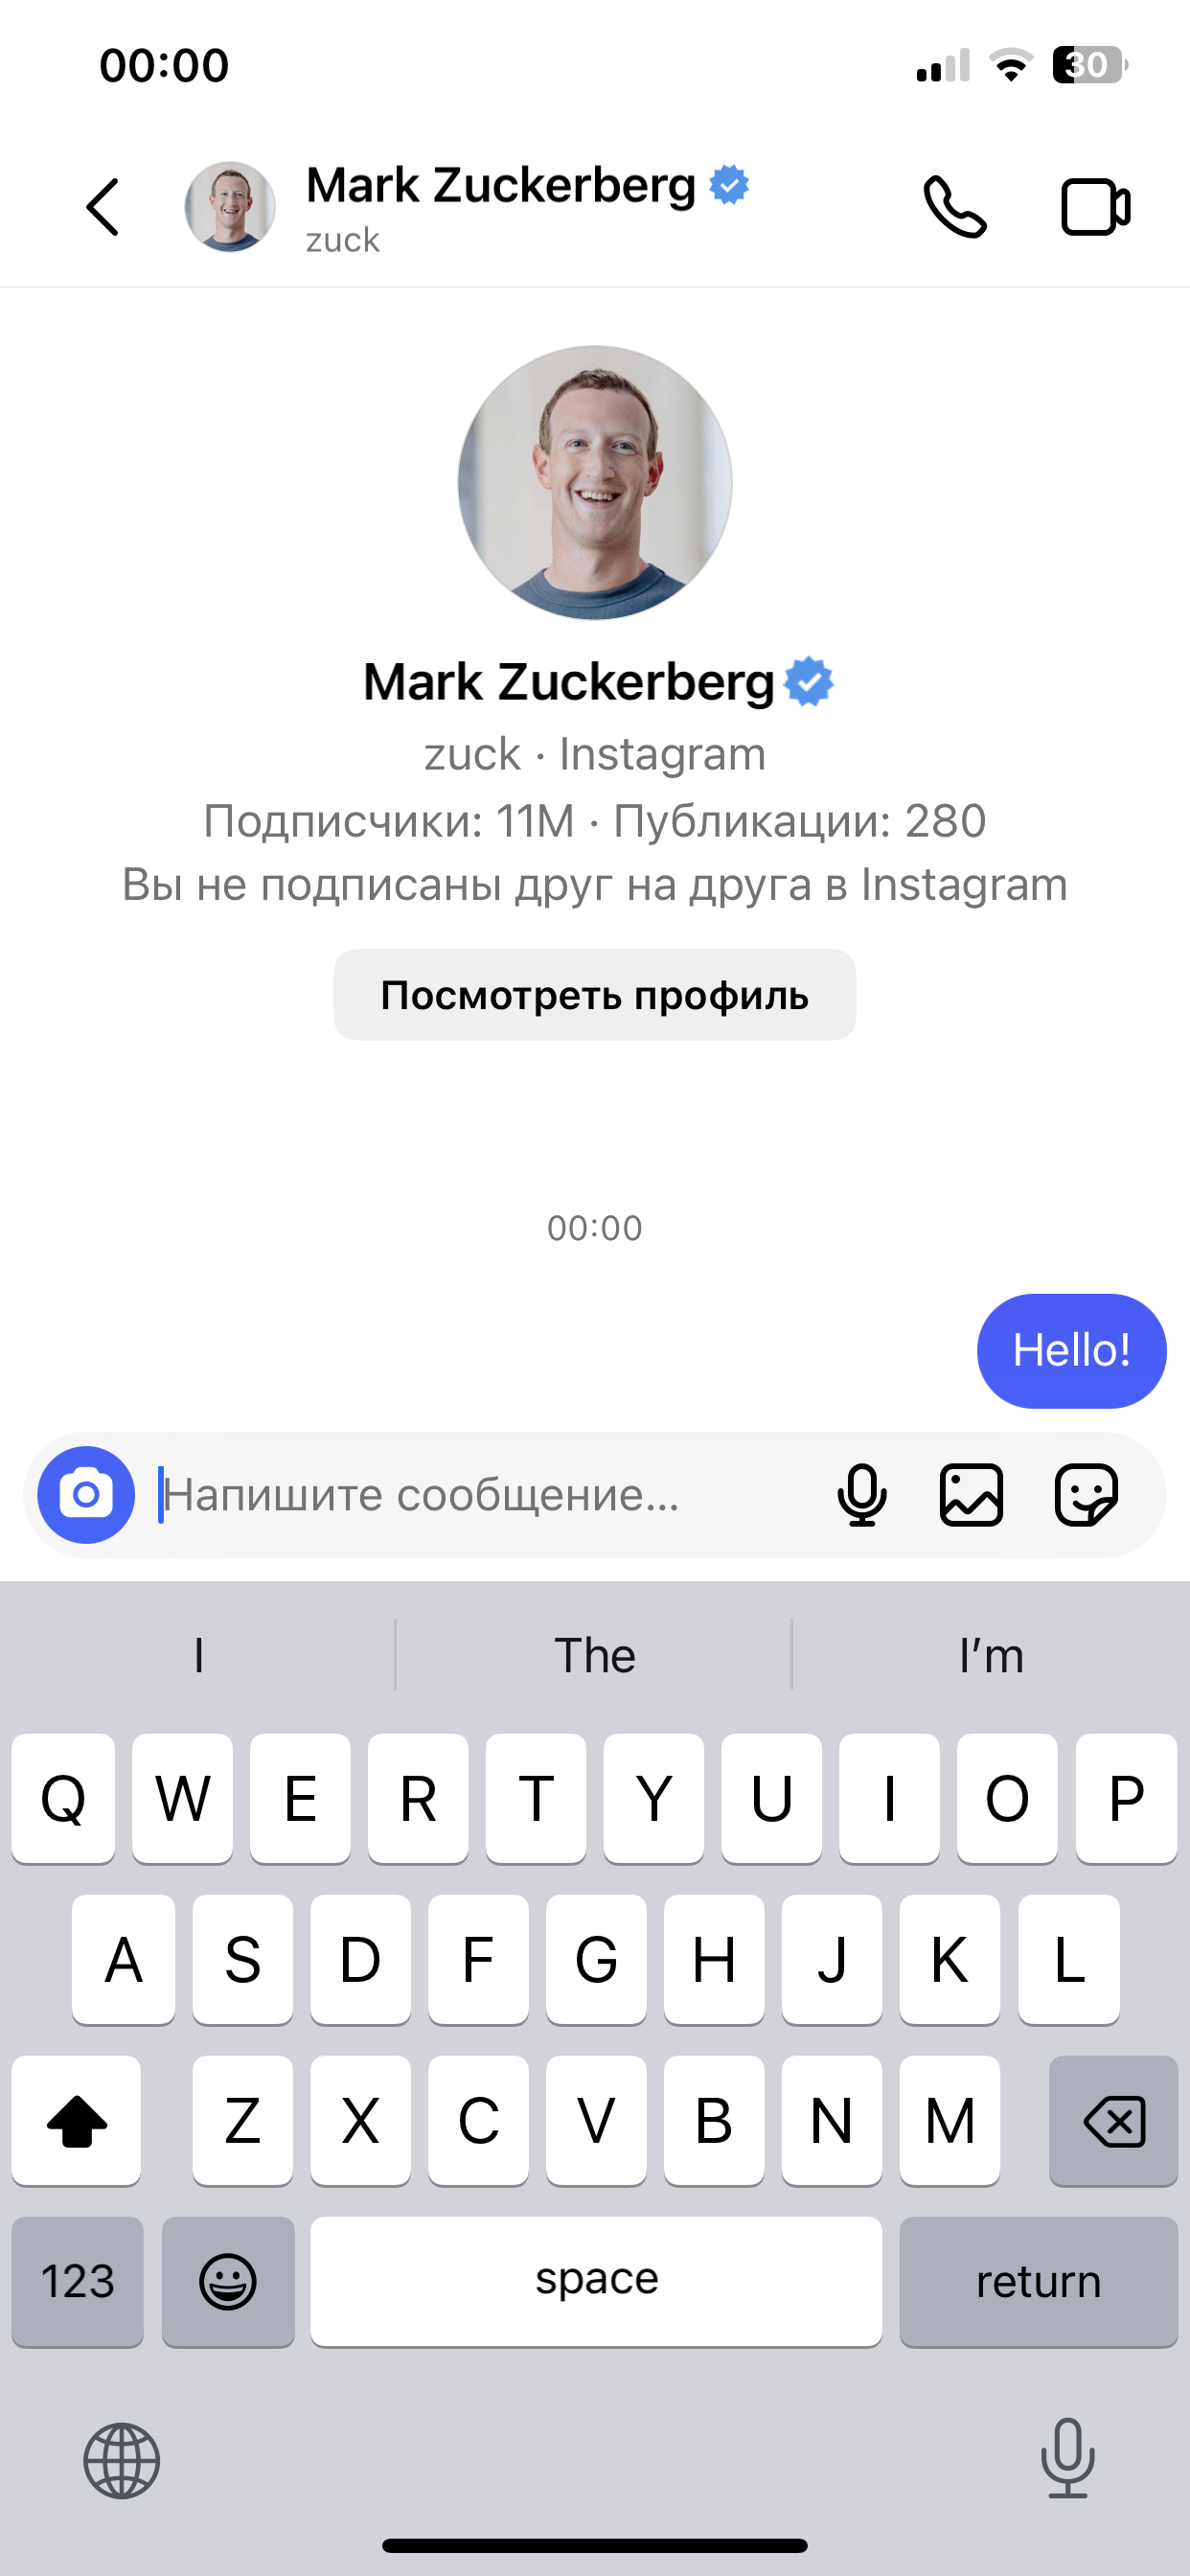 00:00
30
Mark Zuckerberg
zuck
Mark Zuckerberg
zuck · Instagram
Подписчики: 11М · Публикации: 280
Вы не подписаны друг на друга в Instagram
Посмотреть профиль
00:00
Hello!
Напишите сообщение...
I The I’m
Q W E R T Y U I O P
A S D F G H J K L
Z X C V B N M
123 space return